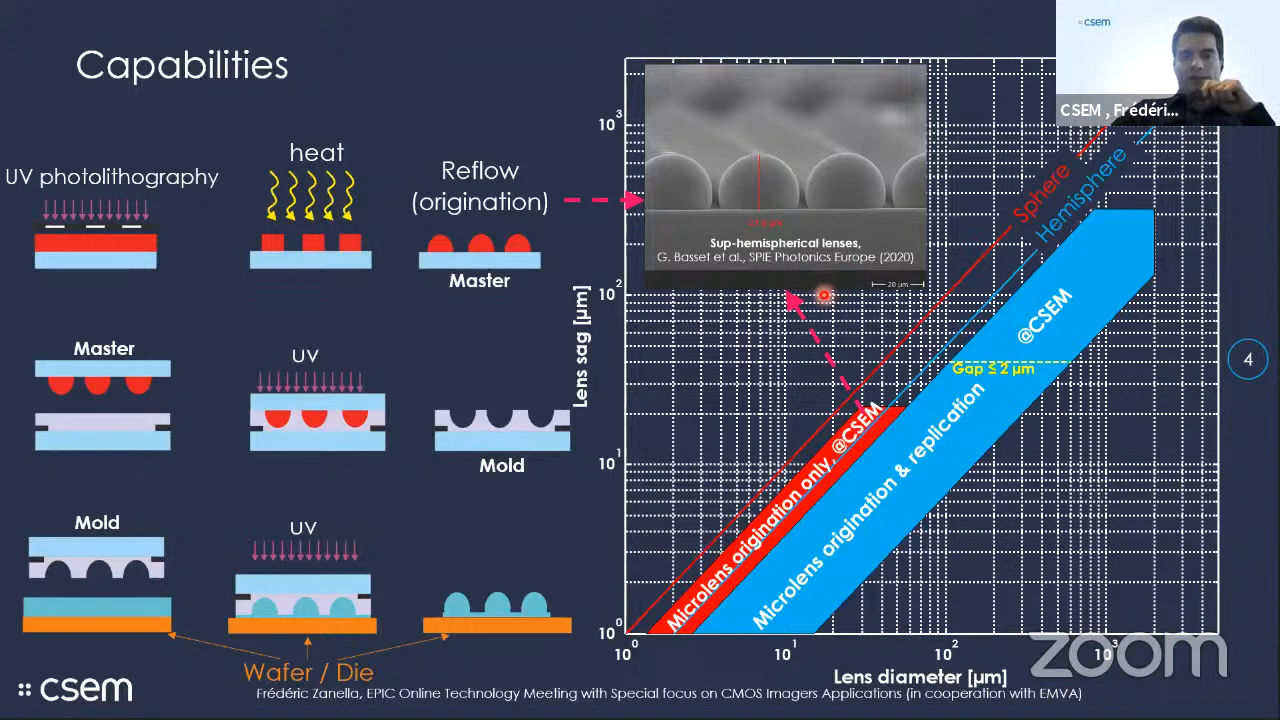 Capabilities
UV photolithography
heat
Reflow
(origination)
Master
Master
UV
Mold
Mold
UV
Wafer / Die
csem
Frédéric Zanella, EPIC Online Technology Meeting with Special focus on CMOS Imagers Applications (in cooperation with EMVA)
Lens sag [µm]
10³
10²
10¹
10⁰
10⁰
10¹
10²
10³
Lens diameter [µm]
Sup-hemispherical lenses,
G. Basset et al., SPIE Photonics Europe (2020)
20 µm
Sphere
Hemisphere
@CSEM
Gap ≤ 2 µm
Microlens origination only, @CSEM
Microlens origination & replication
4
csem
CSEM , Frédéri...
zoom